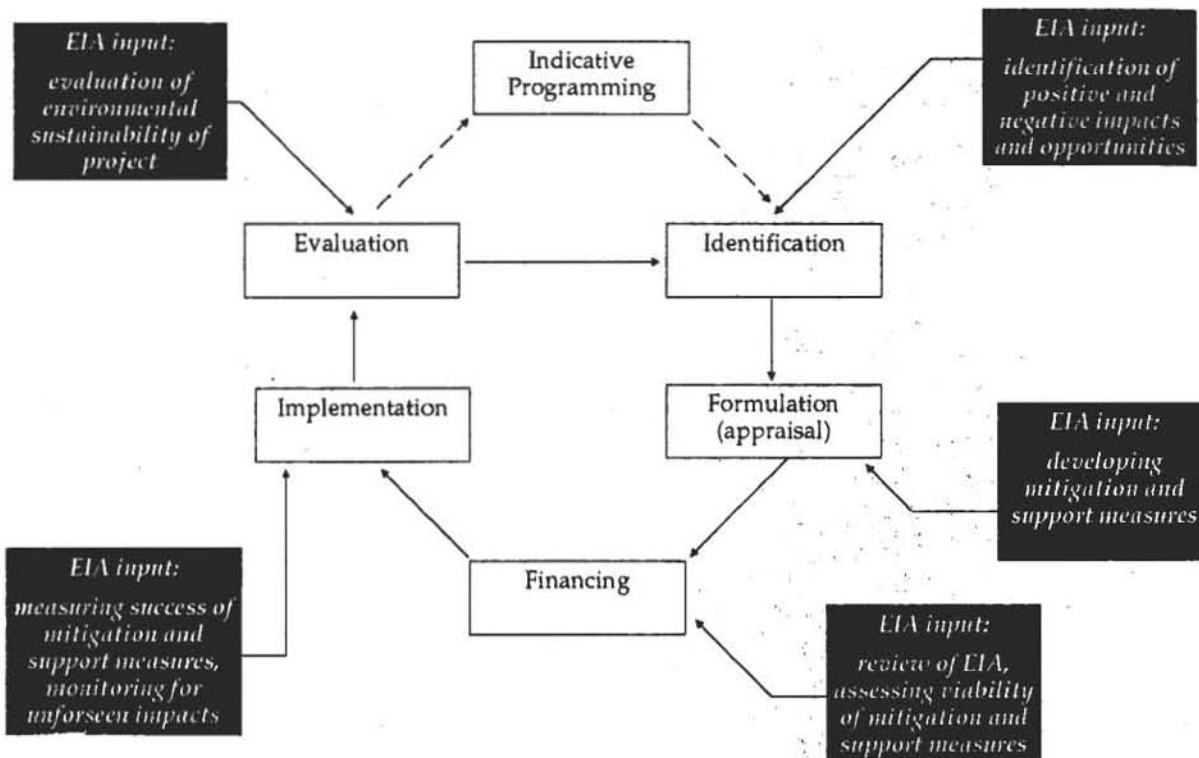 EIA input:
evaluation of
environmental
sustainability of
project
Indicative
Programming
EIA input:
identification of
positive and
negative impacts
and opportunities
Evaluation
Identification
Implementation
Formulation
(appraisal)
EIA input:
developing
mitigation and
support measures
EIA input:
measuring success of
mitigation and
support measures,
monitoring for
unforseen impacts
Financing
EIA input:
review of EIA,
assessing viability
of mitigation and
support measures